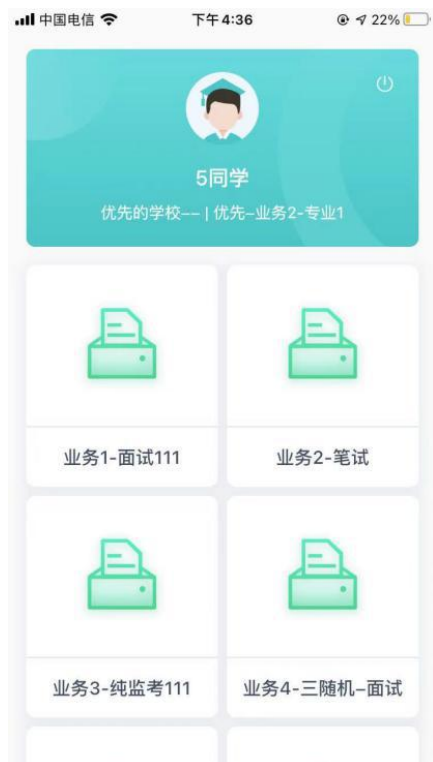 中国电信 下午4:36 22%
5同学
优先的学校—— | 优先–业务2-专业1
业务1-面试111 业务2-笔试
业务3-纯监考111 业务4-三随机–面试